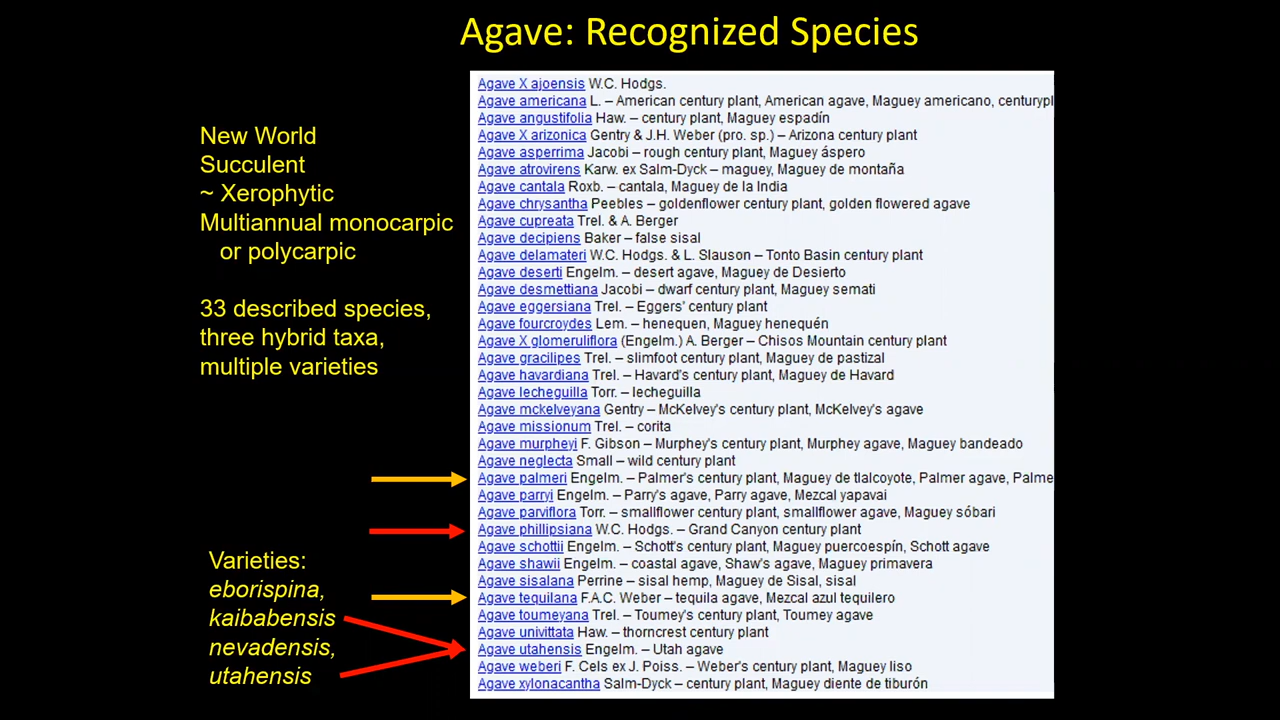 Agave: Recognized Species
New World
Succulent
~ Xerophytic
Multiannual monocarpic
or polycarpic
33 described species,
three hybrid taxa,
multiple varieties
Varieties:
eborispina,
kaibabensis
nevadensis,
utahensis
Agave X ajoensis W.C. Hodgs.
Agave americana L. – American century plant, American agave, Maguey americano, centurypl
Agave angustifolia Haw. – century plant, Maguey espadín
Agave X arizonica Gentry & J.H. Weber (pro. sp.) – Arizona century plant
Agave asperrima Jacobi – rough century plant, Maguey áspero
Agave atrovirens Karw. ex Salm-Dyck – maguey, Maguey de montaña
Agave cantala Roxb. – cantala, Maguey de la India
Agave chrysantha Peebles – goldenflower century plant, golden flowered agave
Agave cupreata Trel. & A. Berger
Agave decipiens Baker – false sisal
Agave delamateri W.C. Hodgs. & L. Slauson – Tonto Basin century plant
Agave deserti Engelm. – desert agave, Maguey de Desierto
Agave desmettiana Jacobi – dwarf century plant, Maguey semati
Agave eggersiana Trel. – Eggers' century plant
Agave fourcroydes Lem. – henequen, Maguey henequén
Agave X glomeruliflora (Engelm.) A. Berger – Chisos Mountain century plant
Agave gracilipes Trel. – slimfoot century plant, Maguey de pastizal
Agave havardiana Trel. – Havard's century plant, Maguey de Havard
Agave lecheguilla Torr. – lecheguilla
Agave mckelveyana Gentry – McKelvey's century plant, McKelvey's agave
Agave missionum Trel. – corita
Agave murpheyi F. Gibson – Murphey's century plant, Murphey agave, Maguey bandeado
Agave neglecta Small – wild century plant
Agave palmeri Engelm. – Palmer's century plant, Maguey de tlalcoyote, Palmer agave, Palme
Agave parryi Engelm. – Parry's agave, Parry agave, Mezcal yapavai
Agave parviflora Torr. – smallflower century plant, smallflower agave, Maguey sóbari
Agave phillipsiana W.C. Hodgs. – Grand Canyon century plant
Agave schottii Engelm. – Schott's century plant, Maguey puercoespín, Schott agave
Agave shawii Engelm. – coastal agave, Shaw's agave, Maguey primavera
Agave sisalana Perrine – sisal hemp, Maguey de Sisal, sisal
Agave tequilana F.A.C. Weber – tequila agave, Mezcal azul tequilero
Agave toumeyana Trel. – Toumey's century plant, Toumey agave
Agave univittata Haw. – thorncrest century plant
Agave utahensis Engelm. – Utah agave
Agave weberi F. Cels ex J. Poiss. – Weber's century plant, Maguey liso
Agave xylonacantha Salm-Dyck – century plant, Maguey diente de tiburón